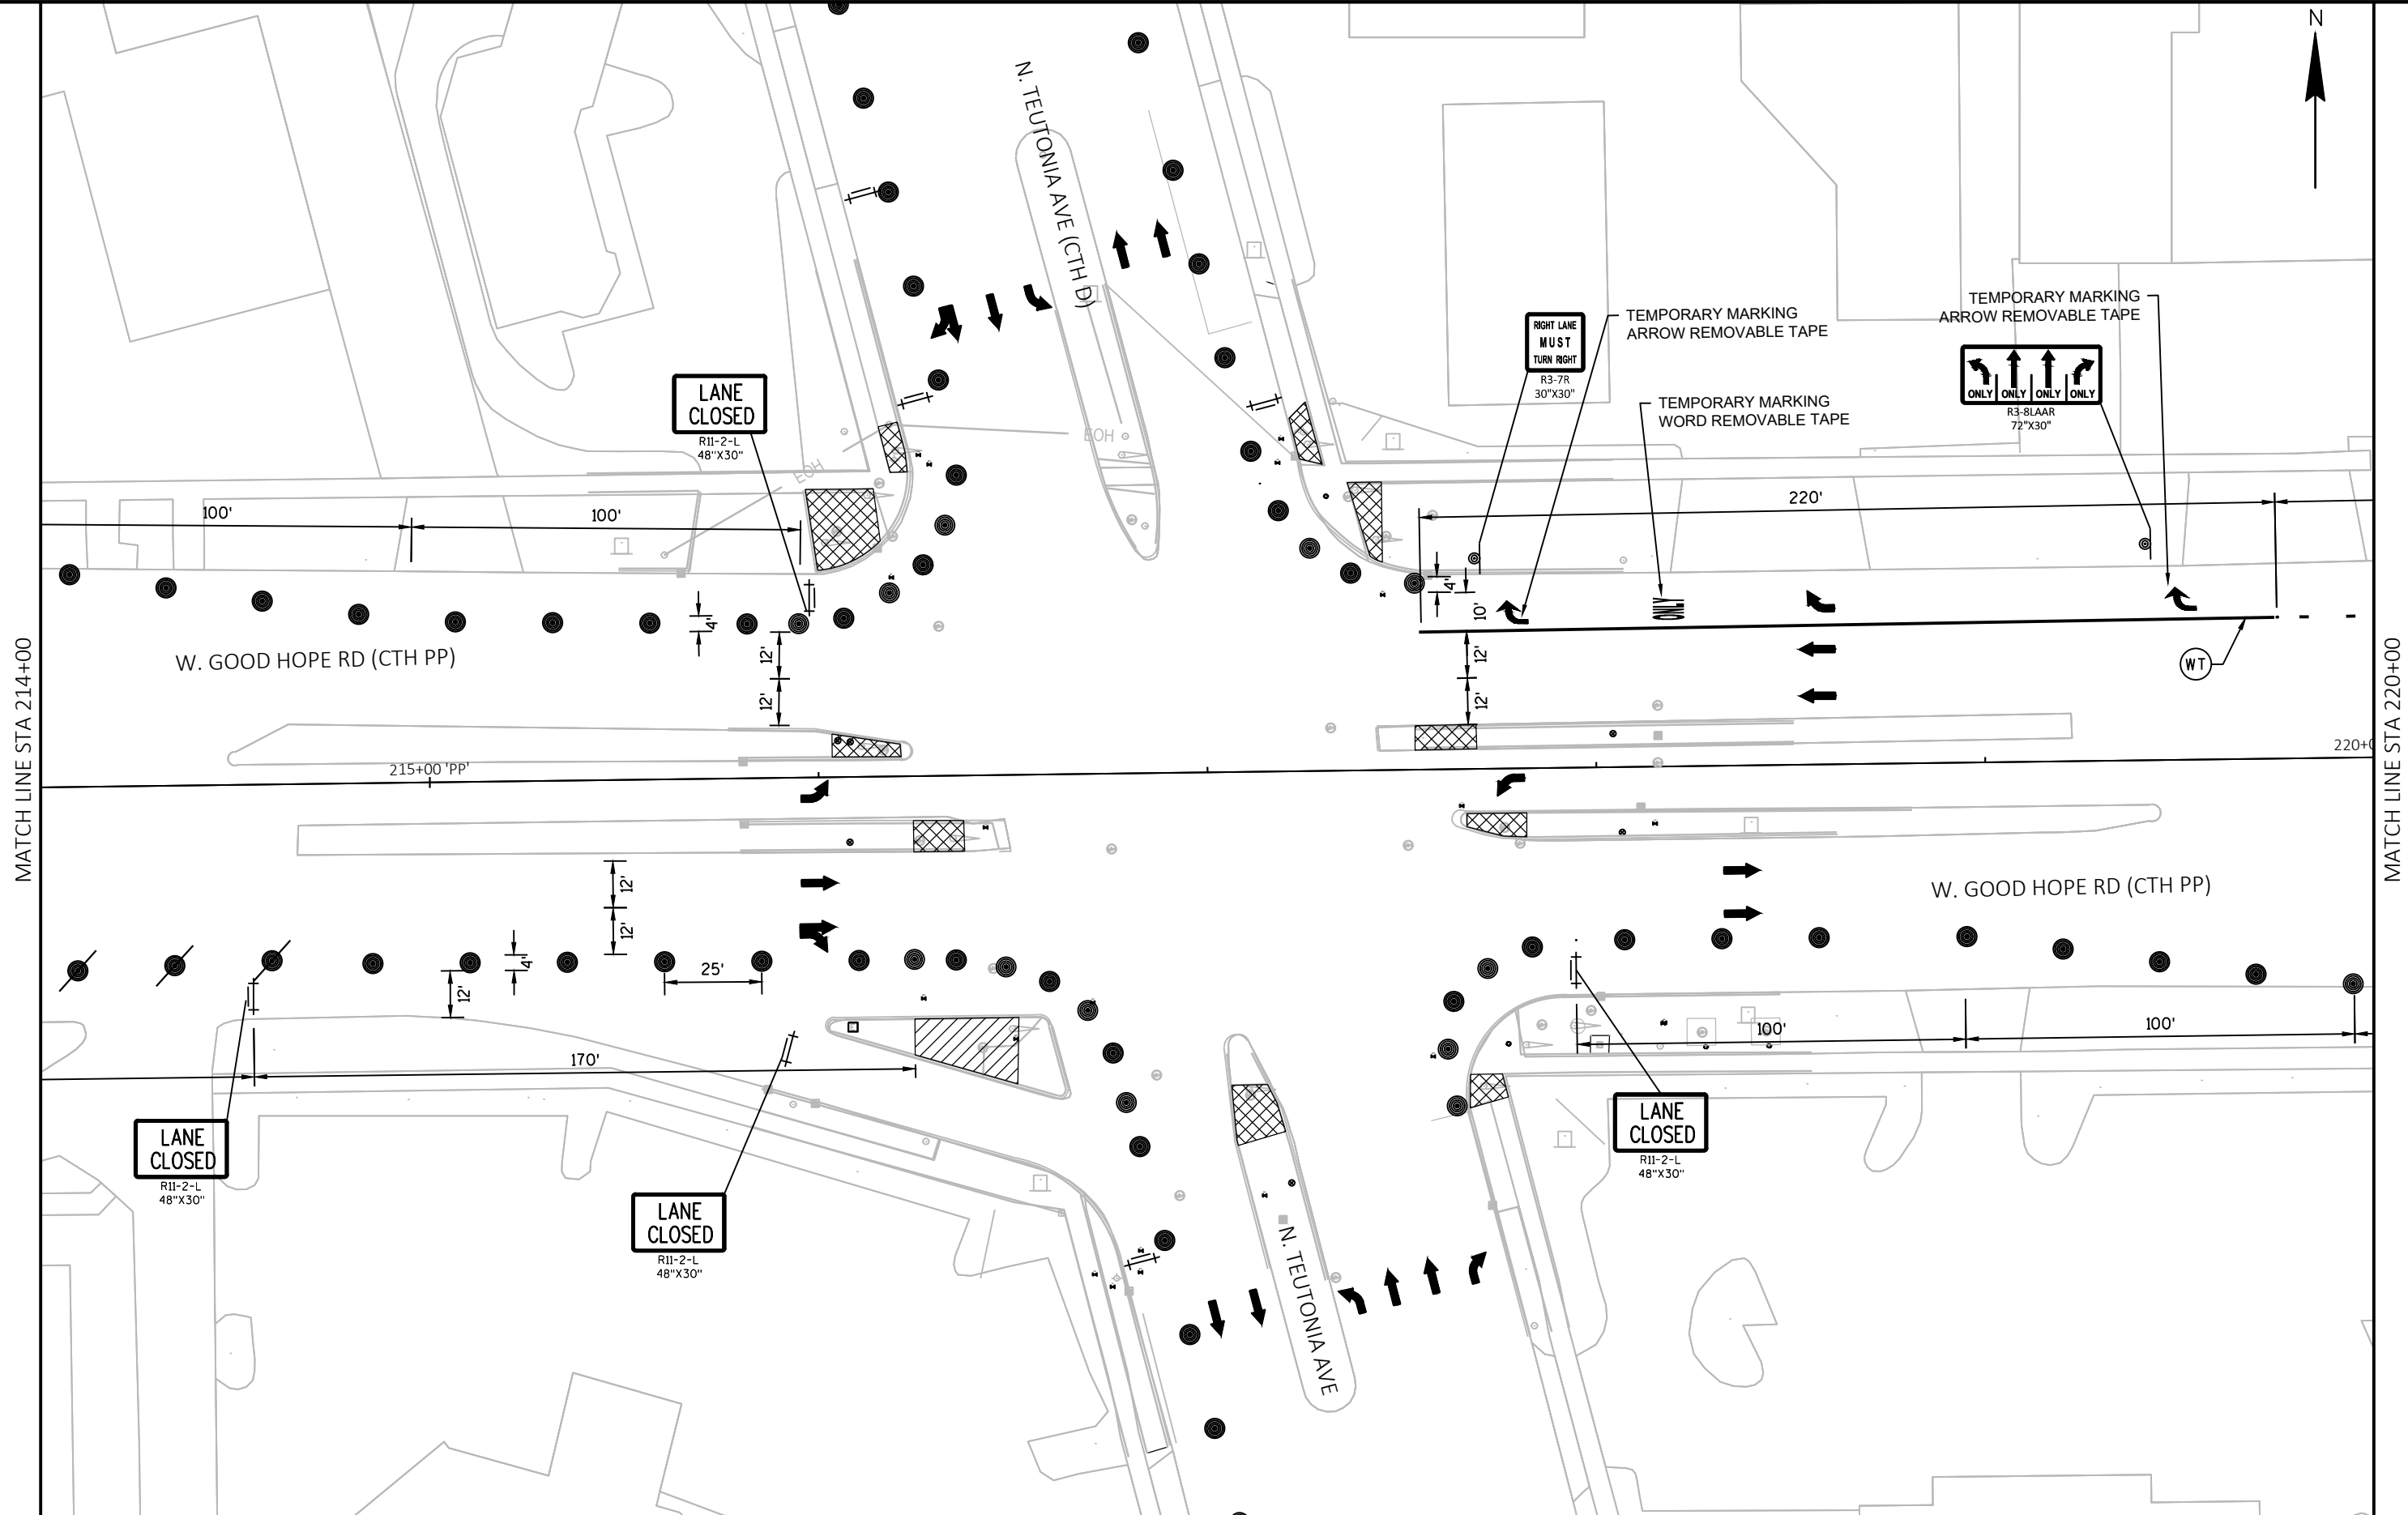 N
N. TEUTONIA AVE (CTH D)
TEMPORARY MARKING
ARROW REMOVABLE TAPE
TEMPORARY MARKING
ARROW REMOVABLE TAPE
RIGHT LANE
MUST
TURN RIGHT
R3-7R
30"X30"
ONLY ONLY ONLY ONLY
R3-8LAAR
72"X30"
TEMPORARY MARKING
WORD REMOVABLE TAPE
LANE
CLOSED
R11-2-L
48"X30"
EOH
EOH
100'
100'
220'
4'
10'
ONLY
4'
12'
12'
12'
12'
WT
W. GOOD HOPE RD (CTH PP)
MATCH LINE STA 214+00
MATCH LINE STA 220+00
215+00 'PP'
220+0
12'
12'
W. GOOD HOPE RD (CTH PP)
4'
25'
12'
170'
100'
100'
LANE
CLOSED
R11-2-L
48"X30"
LANE
CLOSED
R11-2-L
48"X30"
LANE
CLOSED
R11-2-L
48"X30"
N. TEUTONIA AVE